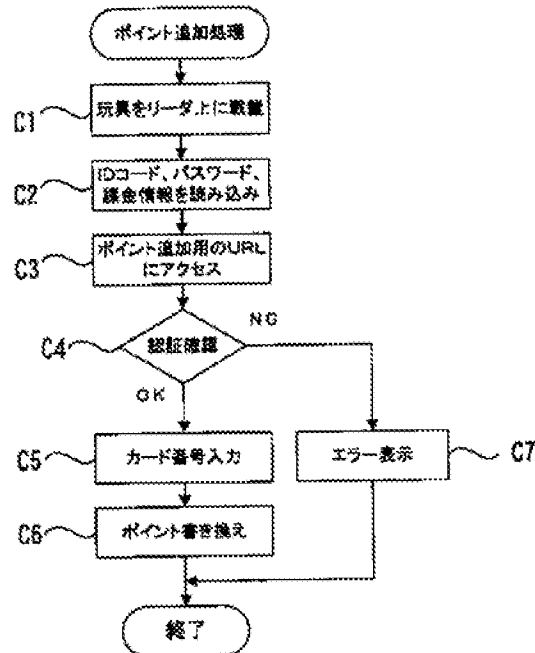 ポイント追加処理
C1
玩具をリーダ上に載置
C2
IDコード、パスワード、
課金情報を読み込み
C3
ポイント追加用のURL
にアクセス
C4
認証確認
NG
OK
C5
カード番号入力
エラー表示
C7
C6
ポイント書き換え
終了